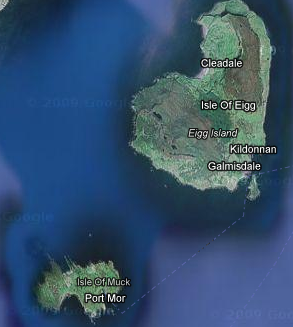 Cleadale
© 2009 Google
Isle Of Eigg
Eigg Island
Kildonnan
Galmisdale
Google
Isle Of Muck
Port Mor
© 2009 Google